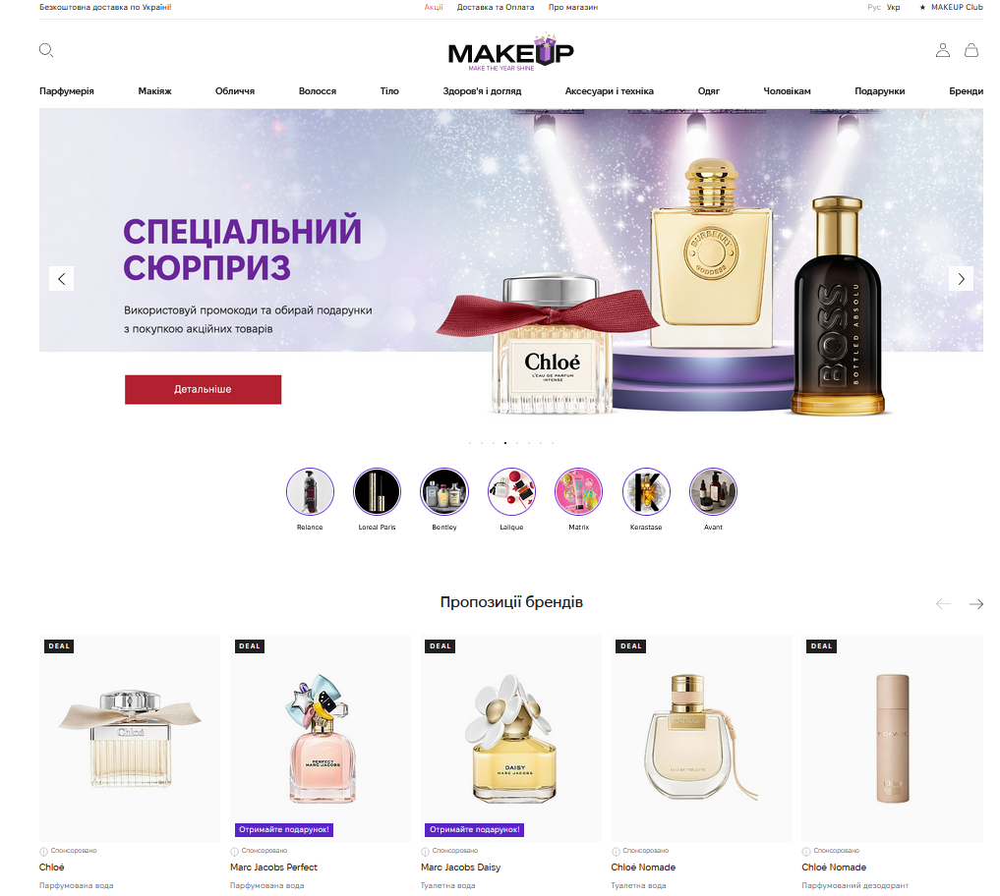 Безкоштовна доставка по Україні!
Акції Доставка та Оплата Про магазин
Рус Укр ★ MAKEUP Club
MAKEUP
MAKE THE YEAR SHINE
Парфумерія Макіяж Обличчя Волосся Тіло Здоров'я і догляд Аксесуари і техніка Одяг Чоловікам Подарунки Бренди
СПЕЦІАЛЬНИЙ
СЮРПРИЗ
Використовуй промокоди та обирай подарунки
з покупкою акційних товарів
Детальніше
Chloé
L'EAU DE PARFUM
INTENSE
BURBERRY
GODDESS
BOSS
BOTTLED ABSOLU
Relance Loreal Paris Bentley Lalique Matrix Kerastase Avant
K
Пропозиції брендів
DEAL DEAL DEAL DEAL DEAL
Chloé
PERFECT
MARC JACOBS
DAISY
MARC JACOBS
EAU DE TOILETTE
Отримайте подарунок! Отримайте подарунок!
Спонсоровано Спонсоровано Спонсоровано Спонсоровано Спонсоровано
Chloé Marc Jacobs Perfect Marc Jacobs Daisy Chloé Nomade Chloé Nomade
Парфумована вода Парфумована вода Туалетна вода Туалетна вода Парфумований дезодорант